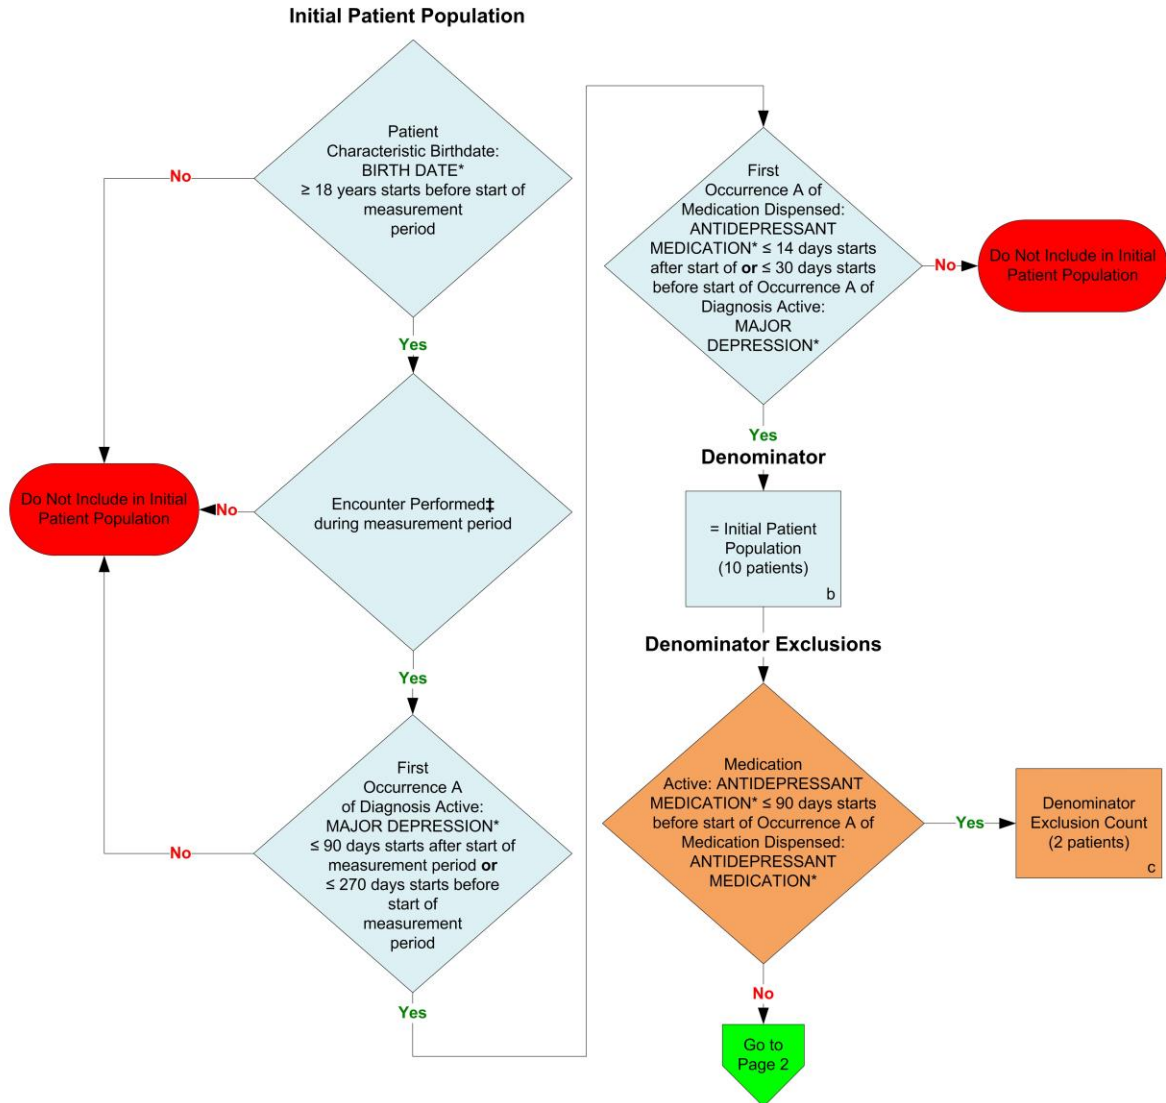 Initial Patient Population
Patient
Characteristic Birthdate:
BIRTH DATE*
≥ 18 years starts before start of
measurement
period
No
Yes
Encounter Performed‡
during measurement period
No
Do Not Include in Initial
Patient Population
Yes
First
Occurrence A
of Diagnosis Active:
MAJOR DEPRESSION*
≤ 90 days starts after start of
measurement period or
≤ 270 days starts before
start of
measurement
period
No
Yes
First
Occurrence A of
Medication Dispensed:
ANTIDEPRESSANT
MEDICATION* ≤ 14 days starts
after start of or ≤ 30 days starts
before start of Occurrence A of
Diagnosis Active:
MAJOR
DEPRESSION*
No
Do Not Include in Initial
Patient Population
Yes
Denominator
= Initial Patient
Population
(10 patients)
b
Denominator Exclusions
Medication
Active: ANTIDEPRESSANT
MEDICATION* ≤ 90 days starts
before start of Occurrence A of
Medication Dispensed:
ANTIDEPRESSANT
MEDICATION*
Yes
Denominator
Exclusion Count
(2 patients)
c
No
Go to
Page 2